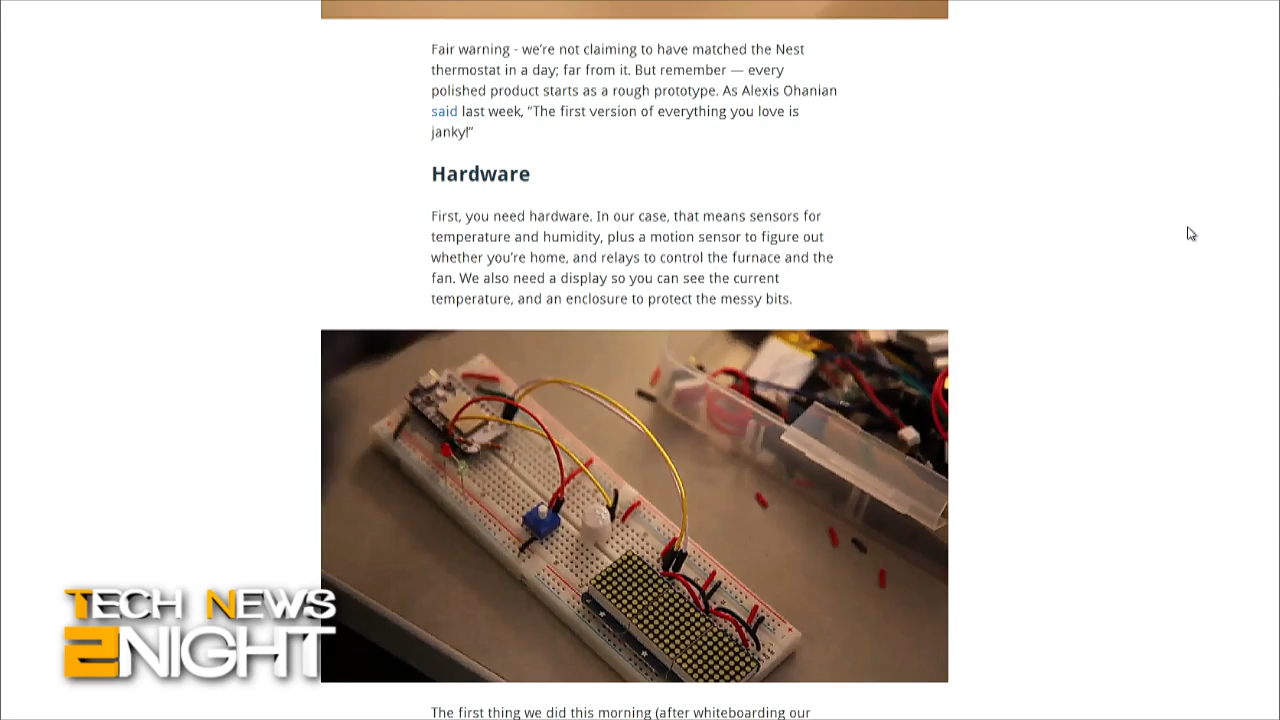 Fair warning - we're not claiming to have matched the Nest
thermostat in a day; far from it. But remember — every
polished product starts as a rough prototype. As Alexis Ohanian
said last week, “The first version of everything you love is
janky!”
Hardware
First, you need hardware. In our case, that means sensors for
temperature and humidity, plus a motion sensor to figure out
whether you're home, and relays to control the furnace and the
fan. We also need a display so you can see the current
temperature, and an enclosure to protect the messy bits.
TECH NEWS
2NIGHT
The first thing we did this morning (after whiteboarding our